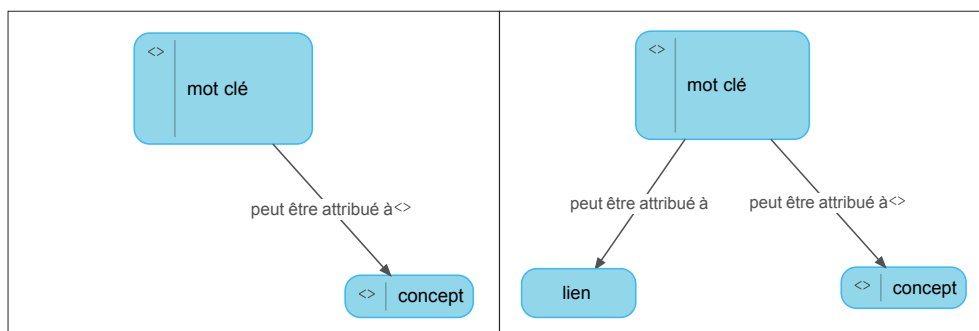 <>
mot clé
peut être attribué à<>
<> concept
<>
mot clé
peut être attribué à
peut être attribué à<>
lien
<> concept